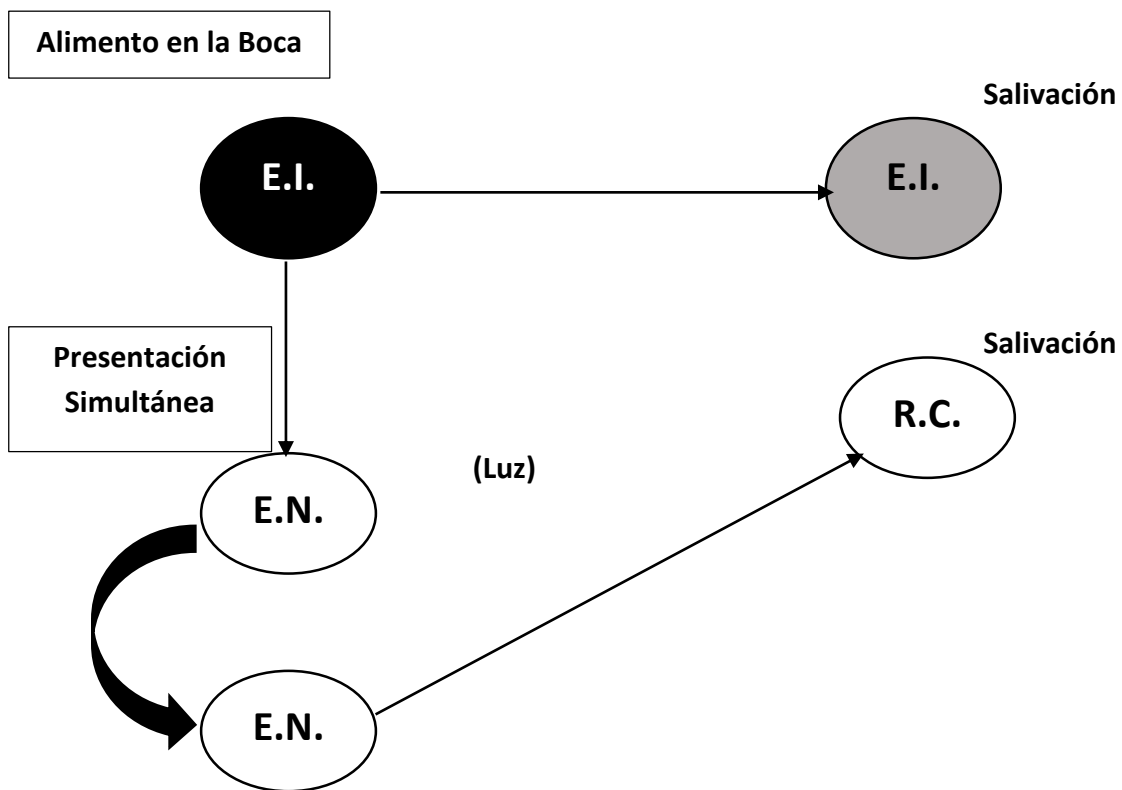 Alimento en la Boca
Salivación
E.I.
E.I.
Presentación
Simultánea
Salivación
R.C.
(Luz)
E.N.
E.N.